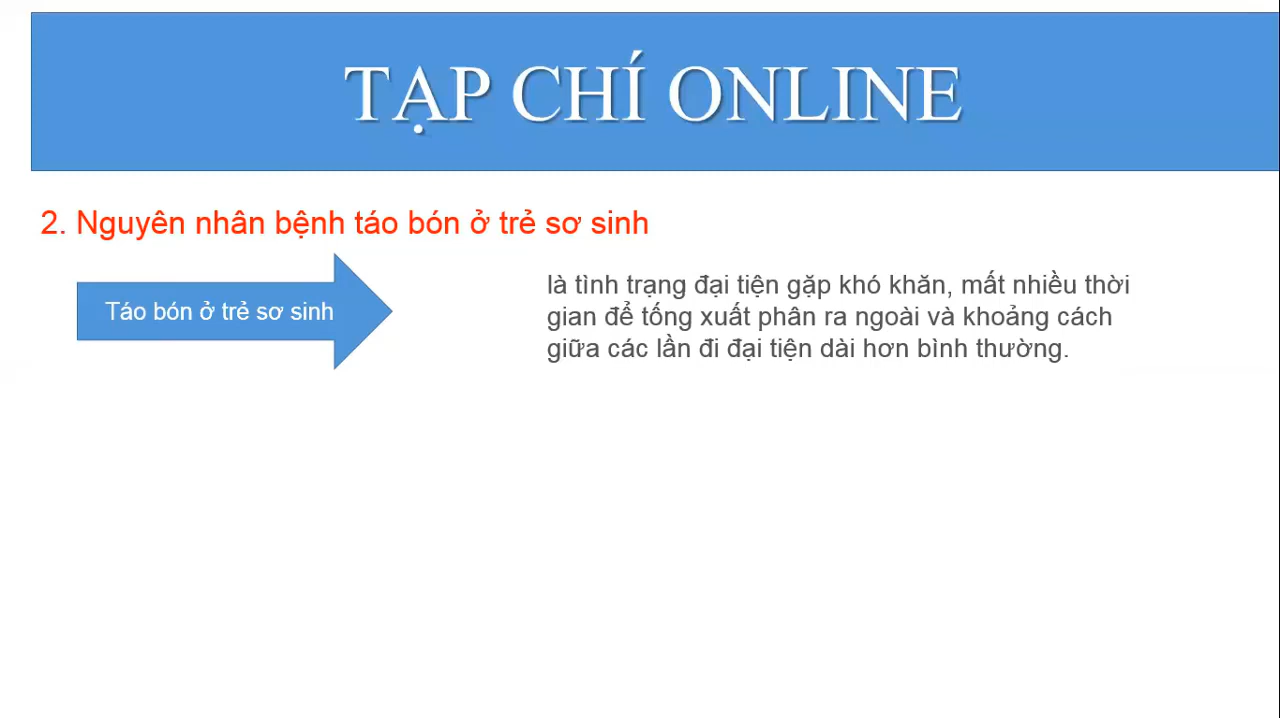 TẠP CHÍ ONLINE
2. Nguyên nhân bệnh táo bón ở trẻ sơ sinh
Táo bón ở trẻ sơ sinh
là tình trạng đại tiện gặp khó khăn, mất nhiều thời
gian để tống xuất phân ra ngoài và khoảng cách
giữa các lần đi đại tiện dài hơn bình thường.